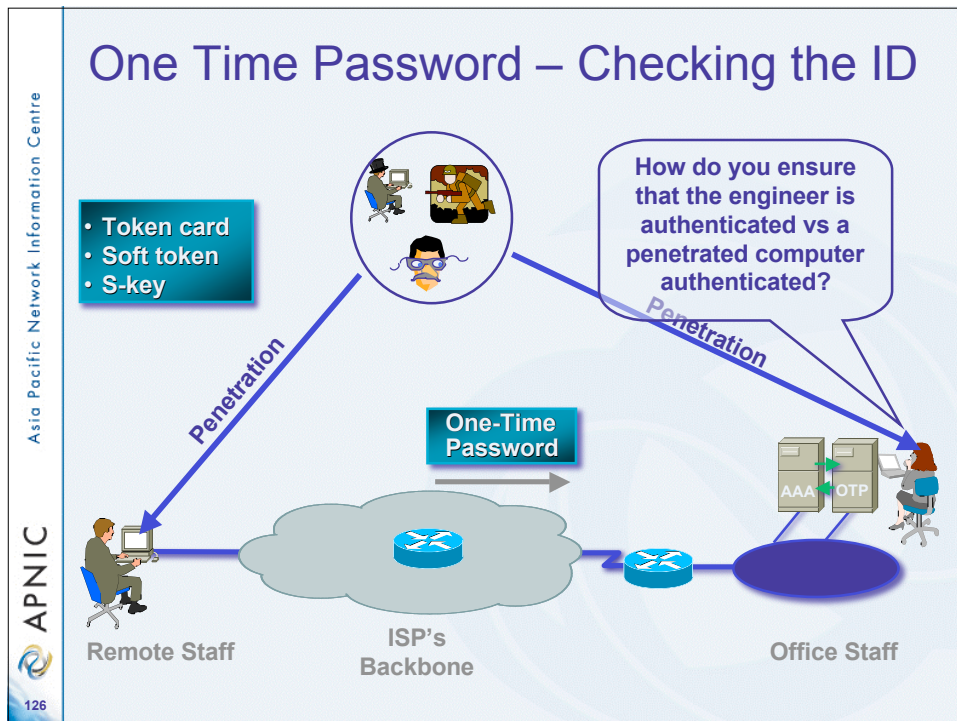 One Time Password – Checking the ID
Asia Pacific Network Information Centre
• Token card
• Soft token
• S-key
How do you ensure
that the engineer is
authenticated vs a
penetrated computer
authenticated?
Penetration
Penetration
One-Time
Password
AAA
OTP
Remote Staff
ISP's
Backbone
Office Staff
APNIC
126